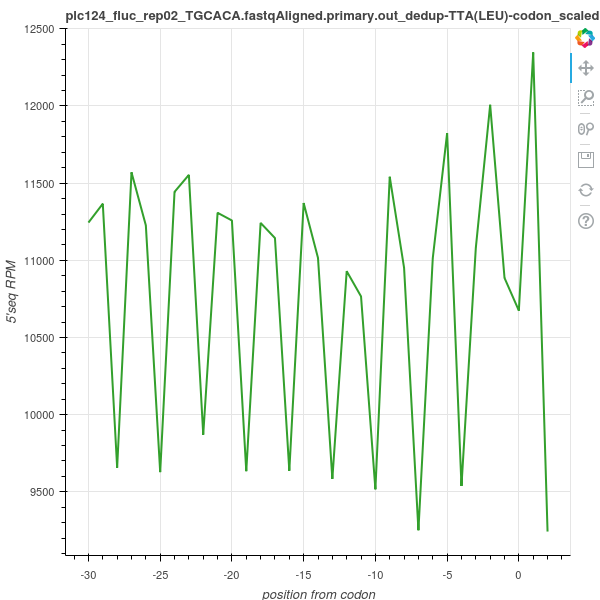 plc124_fluc_rep02_TGCACA.fastqAligned.primary.out_dedup-TTA(LEU)-codon_scaled
12500
12000
11500
11000
10500
10000
9500
5'seq RPM
-30 -25 -20 -15 -10 -5 0
position from codon